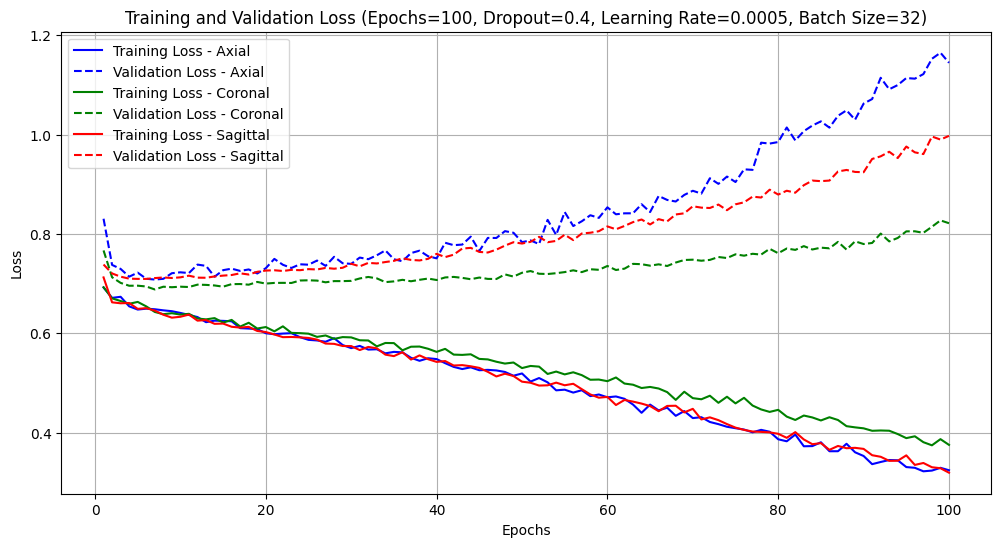 Training and Validation Loss (Epochs=100, Dropout=0.4, Learning Rate=0.0005, Batch Size=32)
Training Loss - Axial
Validation Loss - Axial
Training Loss - Coronal
Validation Loss - Coronal
Training Loss - Sagittal
Validation Loss - Sagittal
Loss
1.2
1.0
0.8
0.6
0.4
0
20
40
60
80
100
Epochs